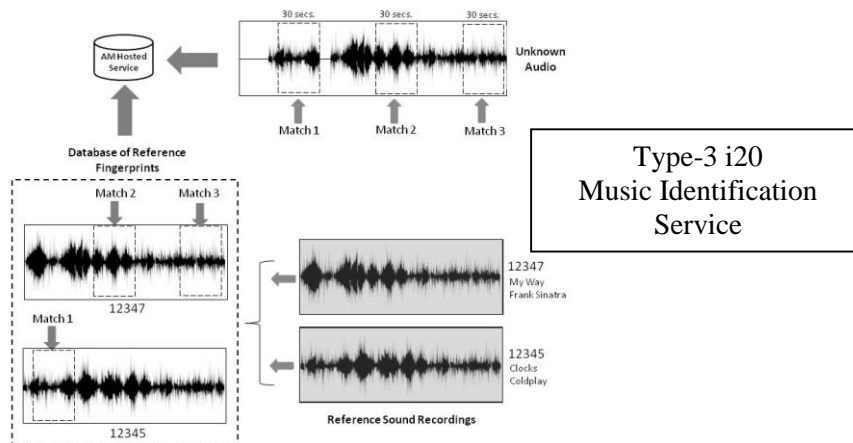 30 secs.
30 secs.
30 secs.
AM Hosted
Service
Unknown
Audio
Match 1
Match 2
Match 3
Type-3 i20
Music Identification
Service
Database of Reference
Fingerprints
Match 2
Match 3
12347
Match 1
12345
12347
My Way
Frank Sinatra
12345
Clocks
Coldplay
Reference Sound Recordings